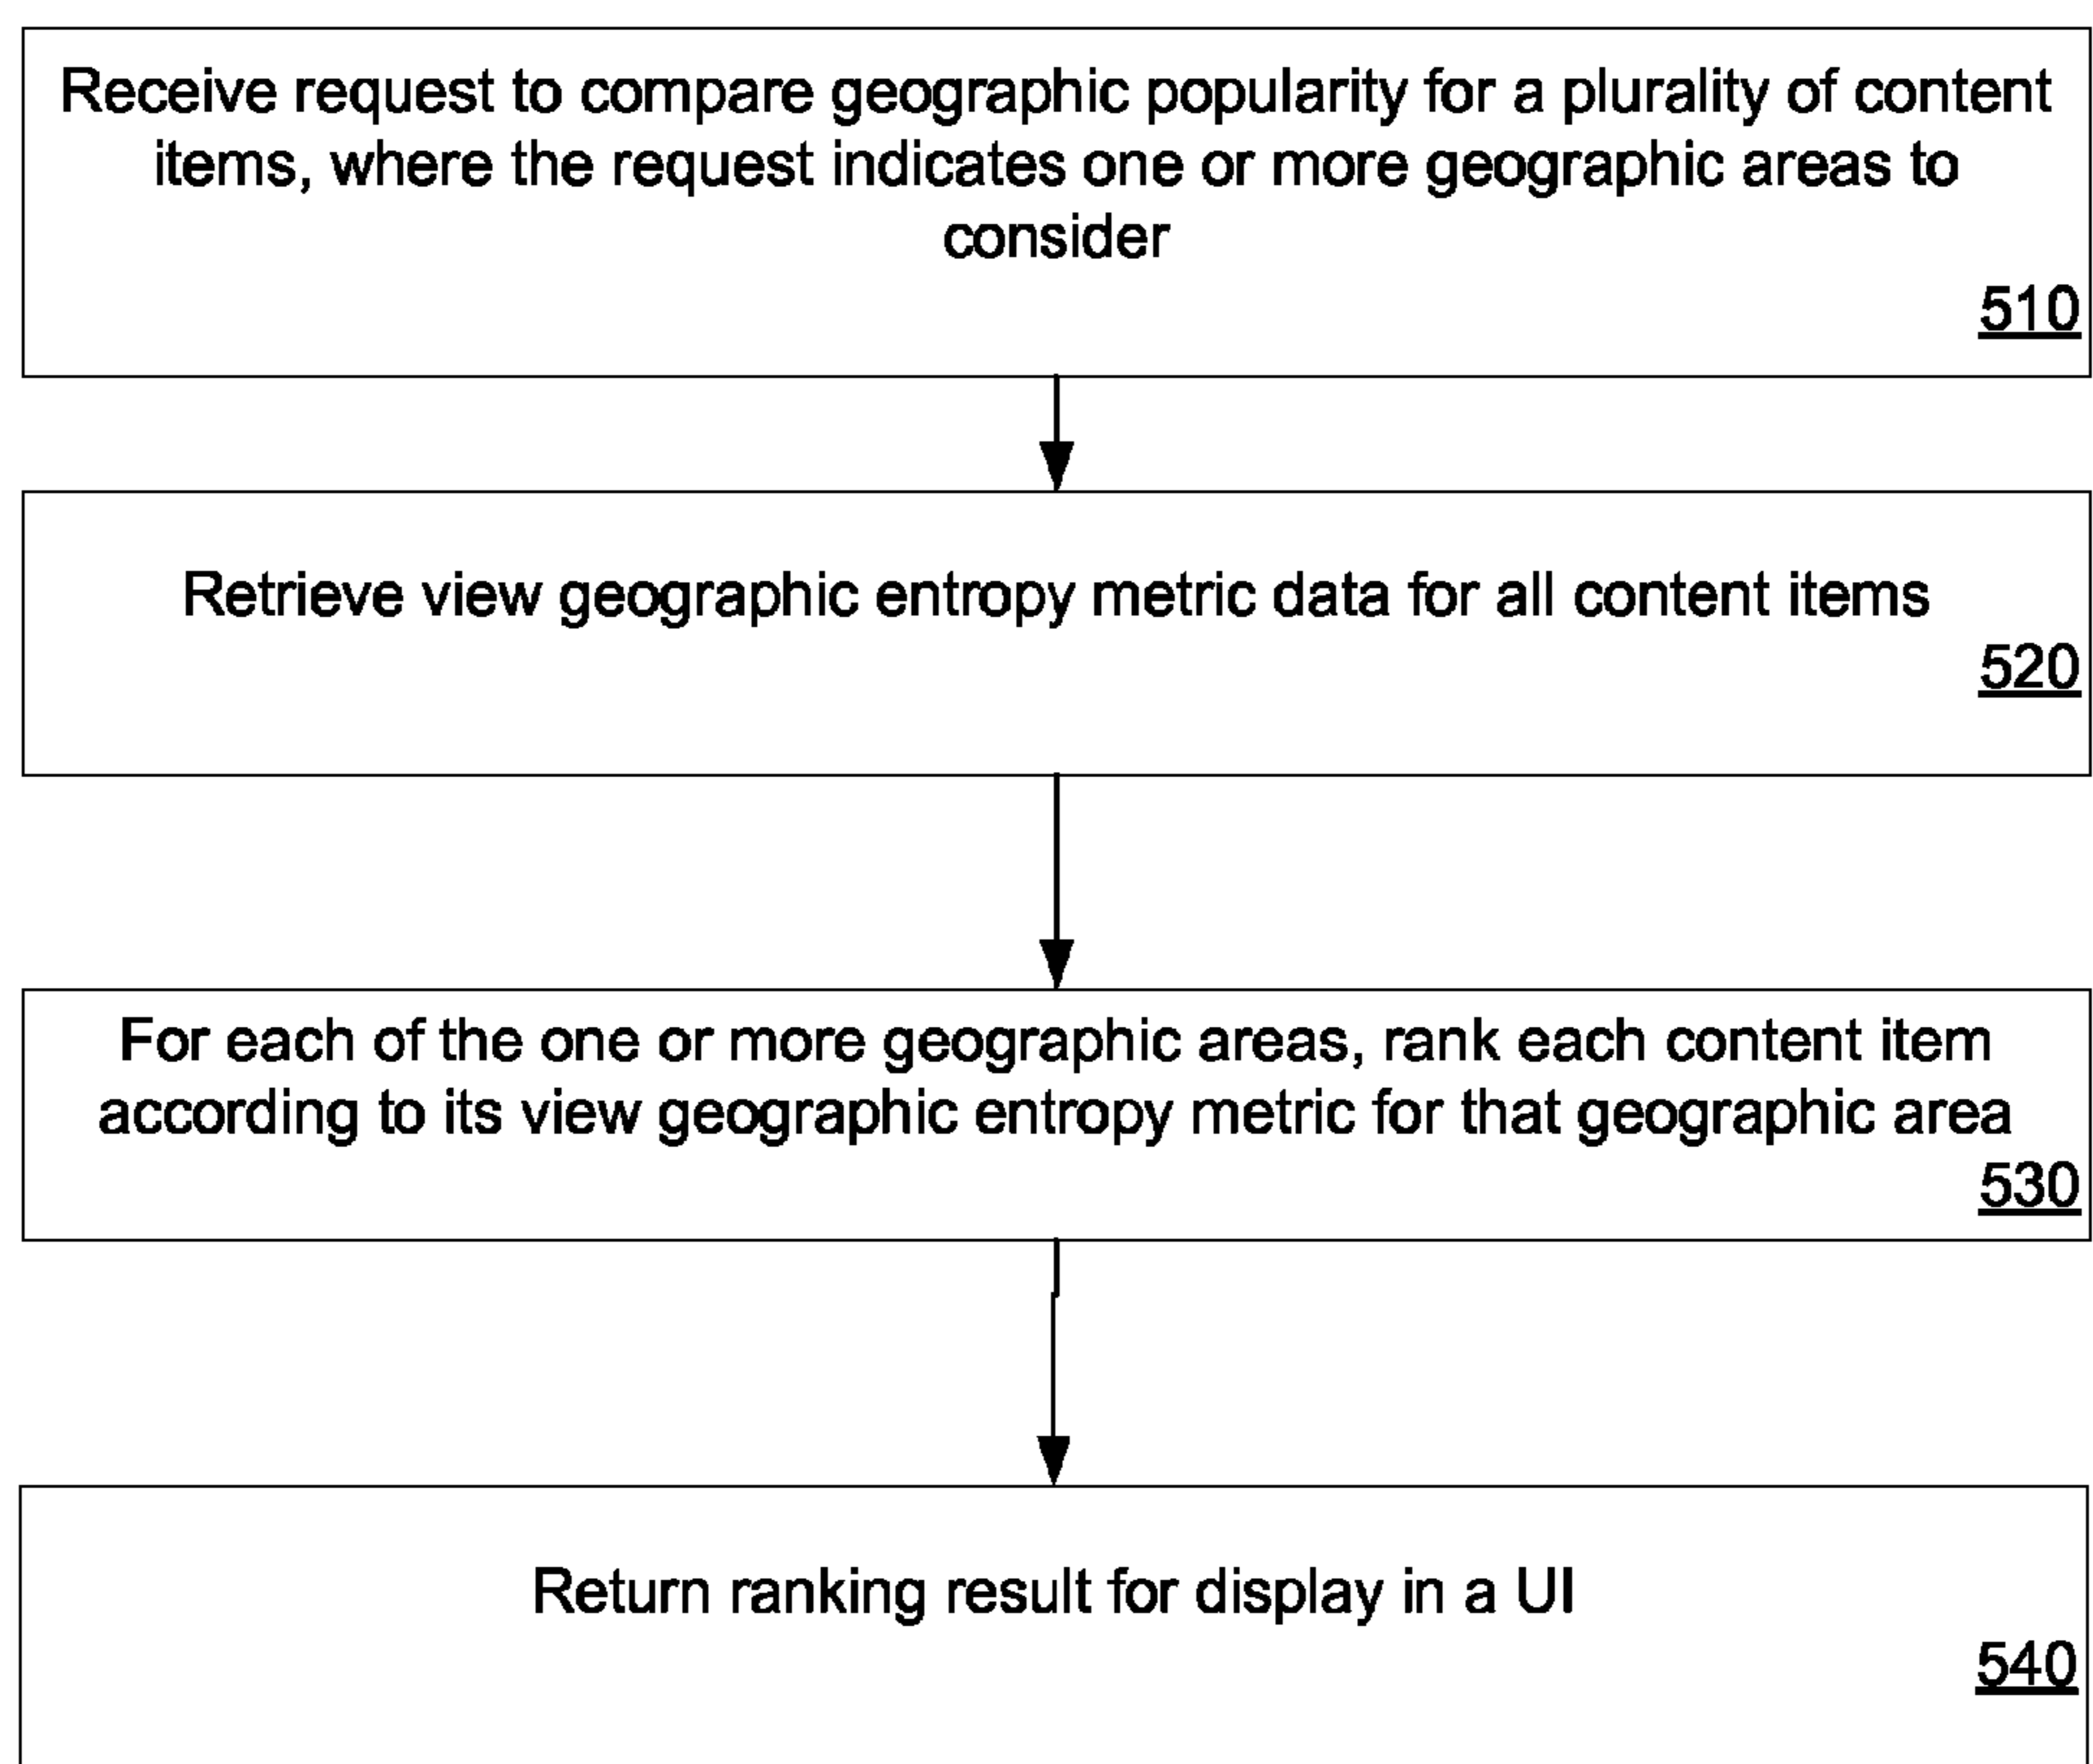 Receive request to compare geographic popularity for a plurality of content
items, where the request indicates one or more geographic areas to
consider
510
Retrieve view geographic entropy metric data for all content items
520
For each of the one or more geographic areas, rank each content item
according to its view geographic entropy metric for that geographic area
530
Return ranking result for display in a UI
540